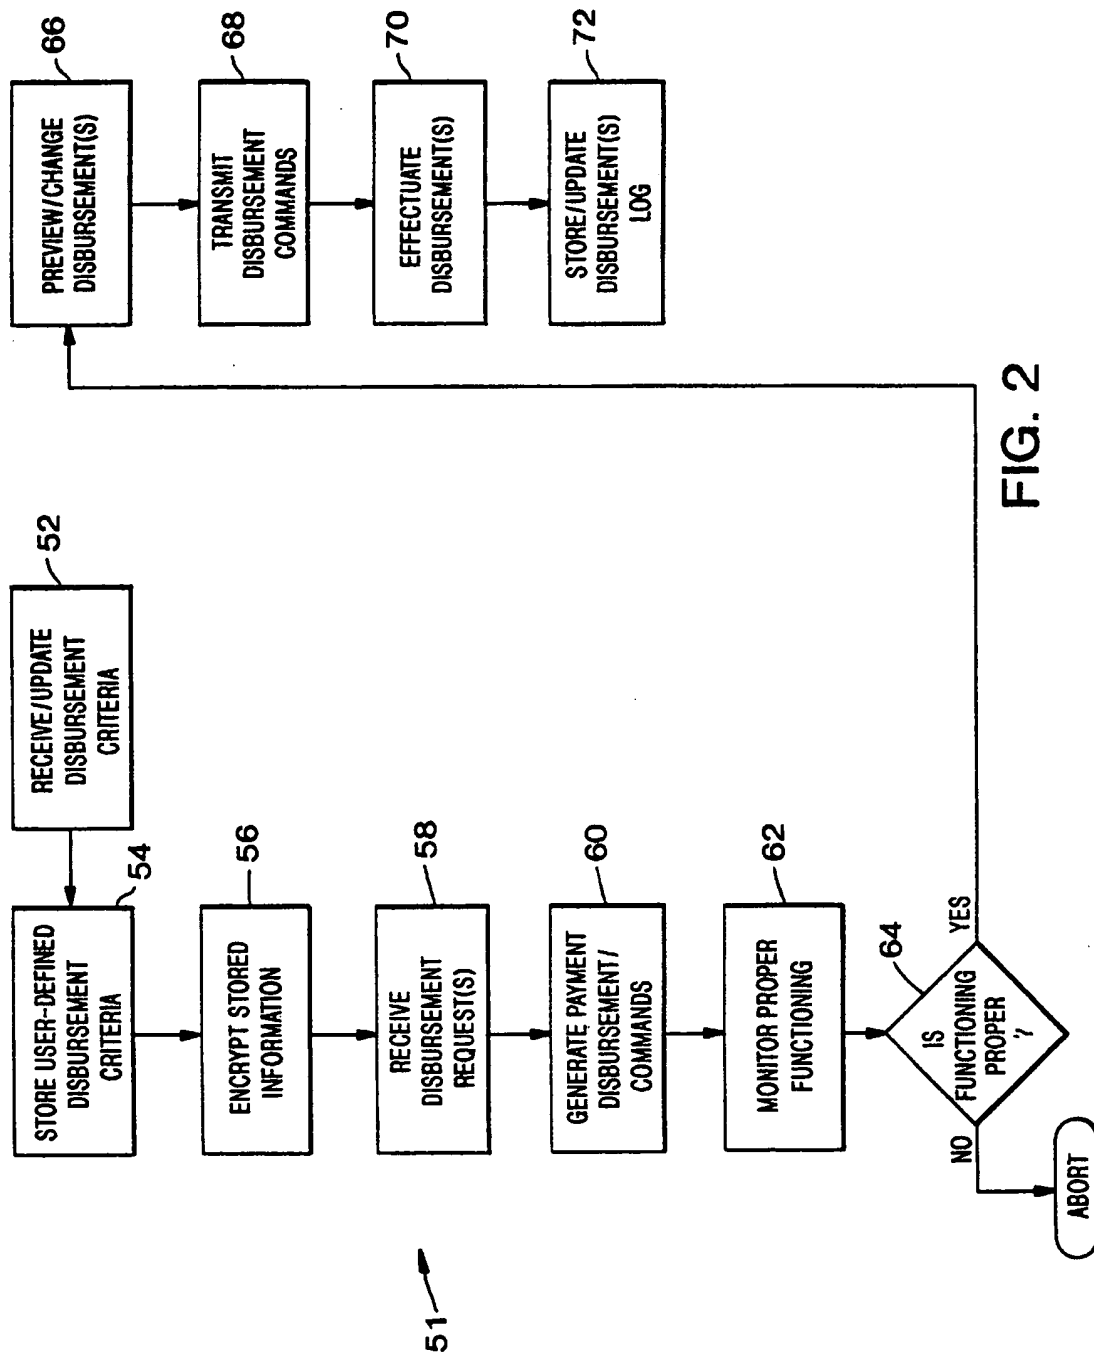 RECEIVE/UPDATE
DISBURSEMENT
CRITERIA
52
STORE USER-DEFINED
DISBURSEMENT
CRITERIA
54
ENCRYPT STORED
INFORMATION
56
RECEIVE
DISBURSEMENT
REQUEST(S)
58
GENERATE PAYMENT
DISBURSEMENT/
COMMANDS
60
MONITOR PROPER
FUNCTIONING
62
IS
FUNCTIONING
PROPER
?
64
NO
YES
ABORT
PREVIEW/CHANGE
DISBURSEMENT(S)
66
TRANSMIT
DISBURSEMENT
COMMANDS
68
EFFECTUATE
DISBURSEMENT(S)
70
STORE/UPDATE
DISBURSEMENT(S)
LOG
72
51
FIG. 2